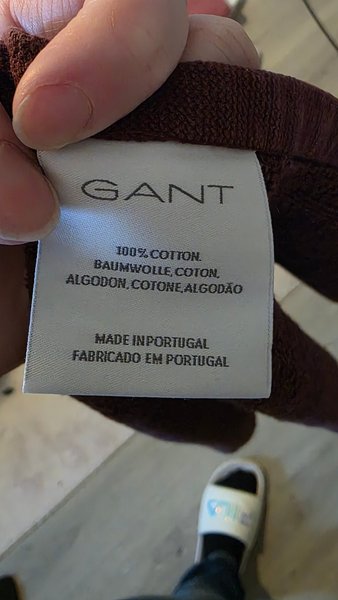 GANT
100% COTTON.
BAUMWOLLE, COTON,
ALGODON, COTONE, ALGODÃO
MADE IN PORTUGAL
FABRICADO EM PORTUGAL